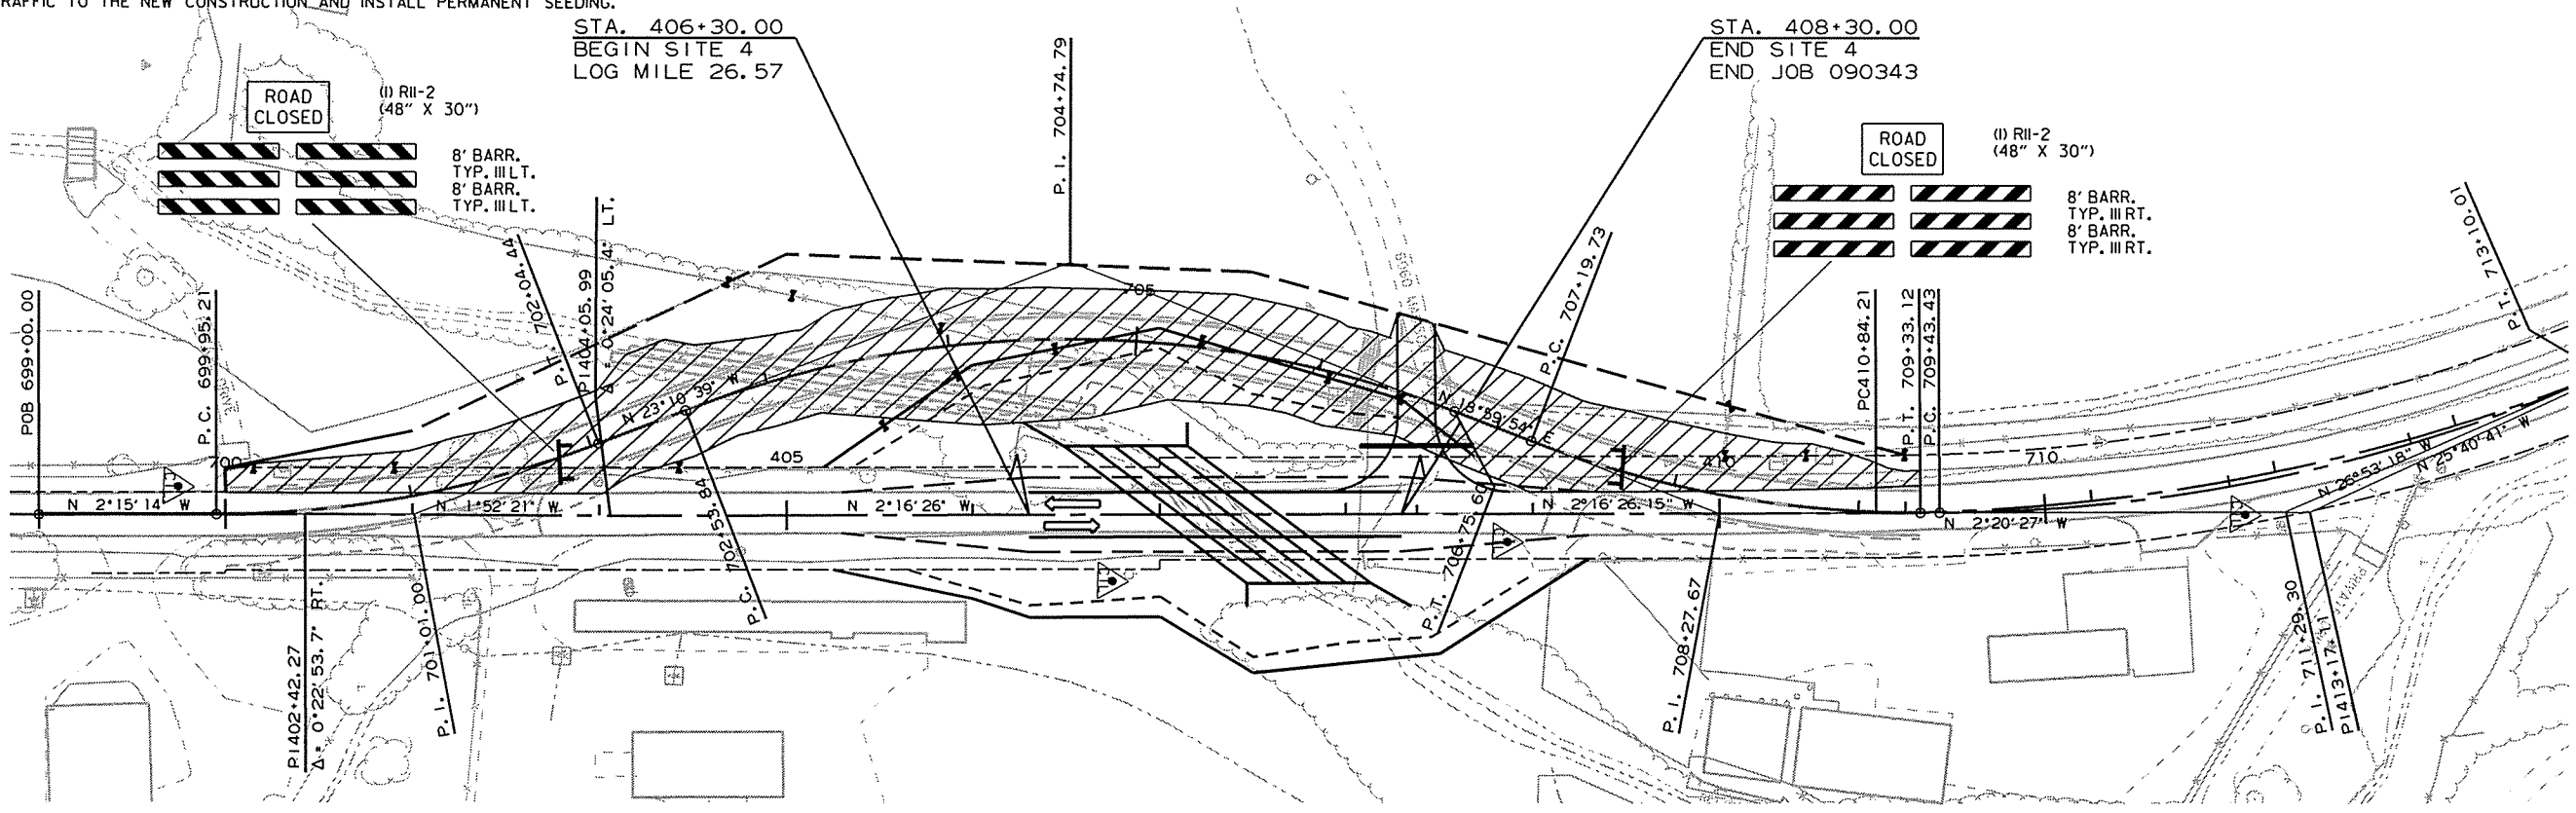 TRAFFIC TO THE NEW CONSTRUCTION AND INSTALL PERMANENT SEEDING.
STA. 406+30.00
BEGIN SITE 4
LOG MILE 26.57
STA. 408+30.00
END SITE 4
END JOB 090343
ROAD
CLOSED
(1) R11-2
(48" X 30")
8' BARR.
TYP. III LT.
8' BARR.
TYP. III LT.
P.I. 704+74.79
ROAD
CLOSED
(1) R11-2
(48" X 30")
8' BARR.
TYP. III RT.
8' BARR.
TYP. III RT.
POB 699+00.00
P.C. 699+95.21
P.T. 702+04.44
PI404+05.99
Δ = 0°24'05.4" LT.
705
P.C. 707+19.73
PC410+84.21
P.T. 709+33.12
P.C. 709+43.43
P.T. 713+10.01
N 23°10'39" W
N 18°59'54" E
700
405
410
710
N 2°15'14" W
N 1°52'21" W
N 2°16'26" W
N 2°16'26.15" W
N 2°20'27" W
N 26°53'18" W
N 25°40'41" W
PI402+42.27
Δ = 0°22'53.7" RT.
P.I. 701+01.00
P.C. 702+53.84
P.T. 706+75.60
P.I. 708+27.67
P.I. 711+29.30
PI413+17.11